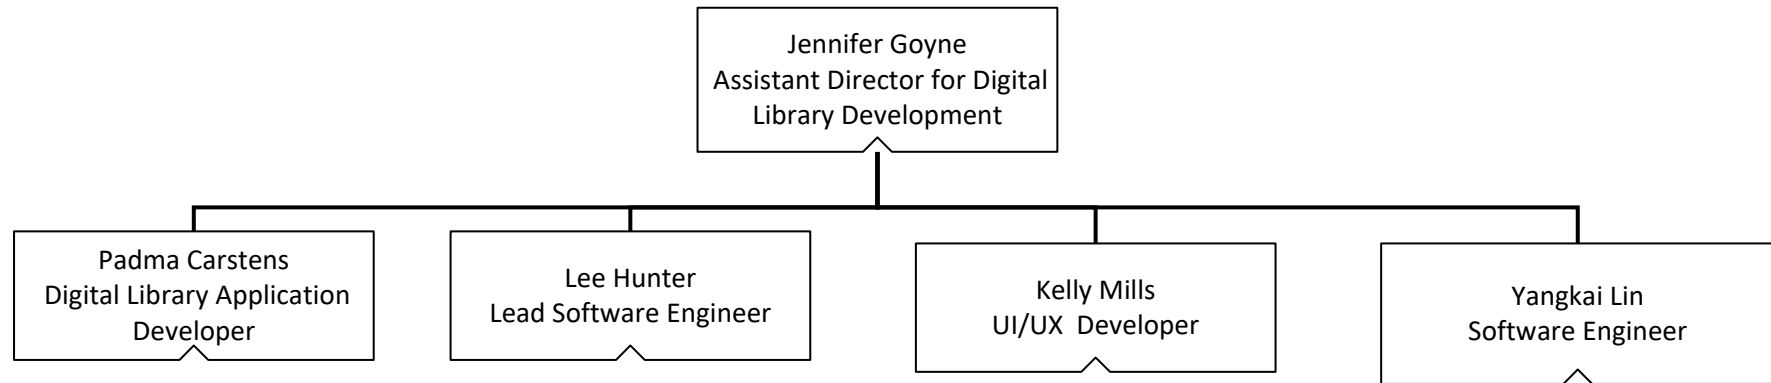 Jennifer Goyne
Assistant Director for Digital
Library Development
Padma Carstens
Digital Library Application
Developer
Lee Hunter
Lead Software Engineer
Kelly Mills
UI/UX  Developer
Yangkai Lin
Software Engineer